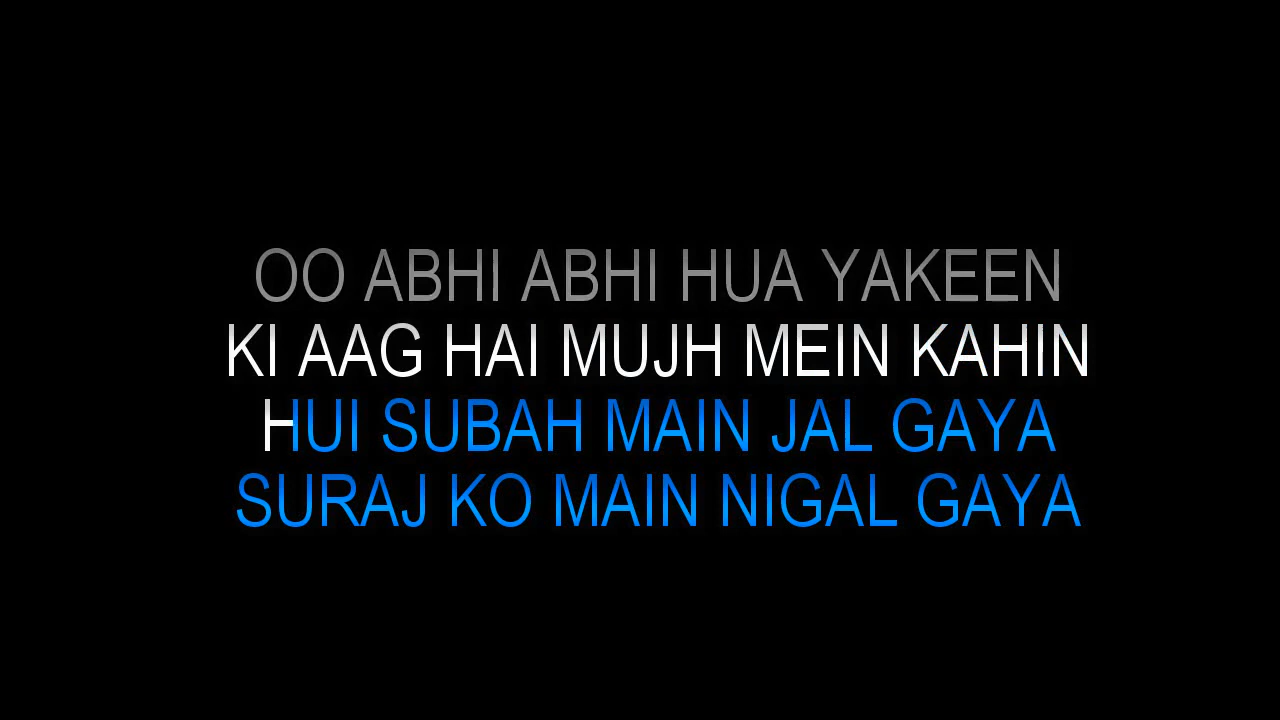 OO ABHI ABHI HUA YAKEEN
KI AAG HAI MUJH MEIN KAHIN
HUI SUBAH MAIN JAL GAYA
SURAJ KO MAIN NIGAL GAYA